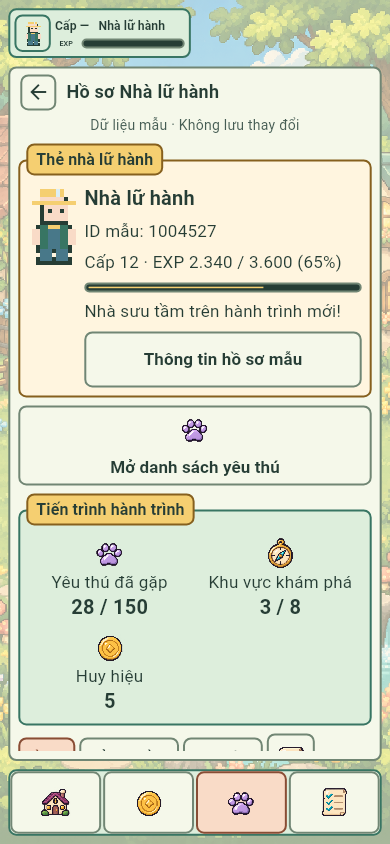 Cấp — Nhà lữ hành
EXP
Hồ sơ Nhà lữ hành
Dữ liệu mẫu · Không lưu thay đổi
Thẻ nhà lữ hành
Nhà lữ hành
ID mẫu: 1004527
Cấp 12 · EXP 2.340 / 3.600 (65%)
Nhà sưu tầm trên hành trình mới!
Thông tin hồ sơ mẫu
Mở danh sách yêu thú
Tiến trình hành trình
Yêu thú đã gặp
28 / 150
Khu vực khám phá
3 / 8
Huy hiệu
5